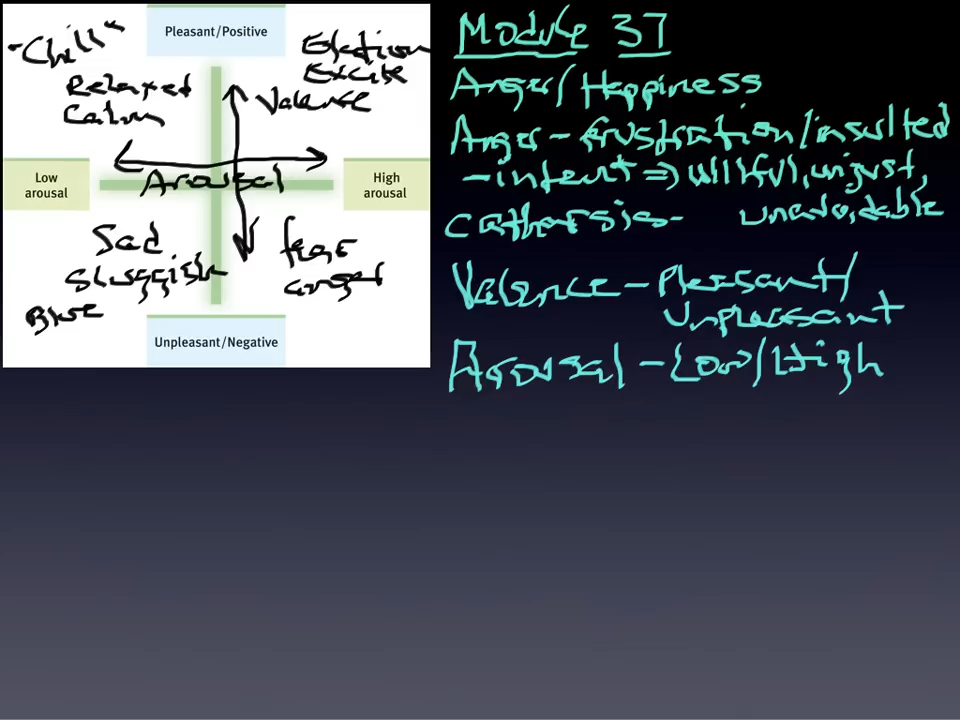 Pleasant/Positive
"Chill"
Elation
Excite
Relaxed
Calm
Valence
Low
arousal
Arousal
High
arousal
Sad
Sluggish
Blue
fear
anger
Unpleasant/Negative
Module 37
Anger/Happiness
Anger - frustration/insulted
- intent ⇒ willful, unjust,
unavoidable
Catharsis -
Valence - Pleasant/
Unpleasant
Arousal - Low/High